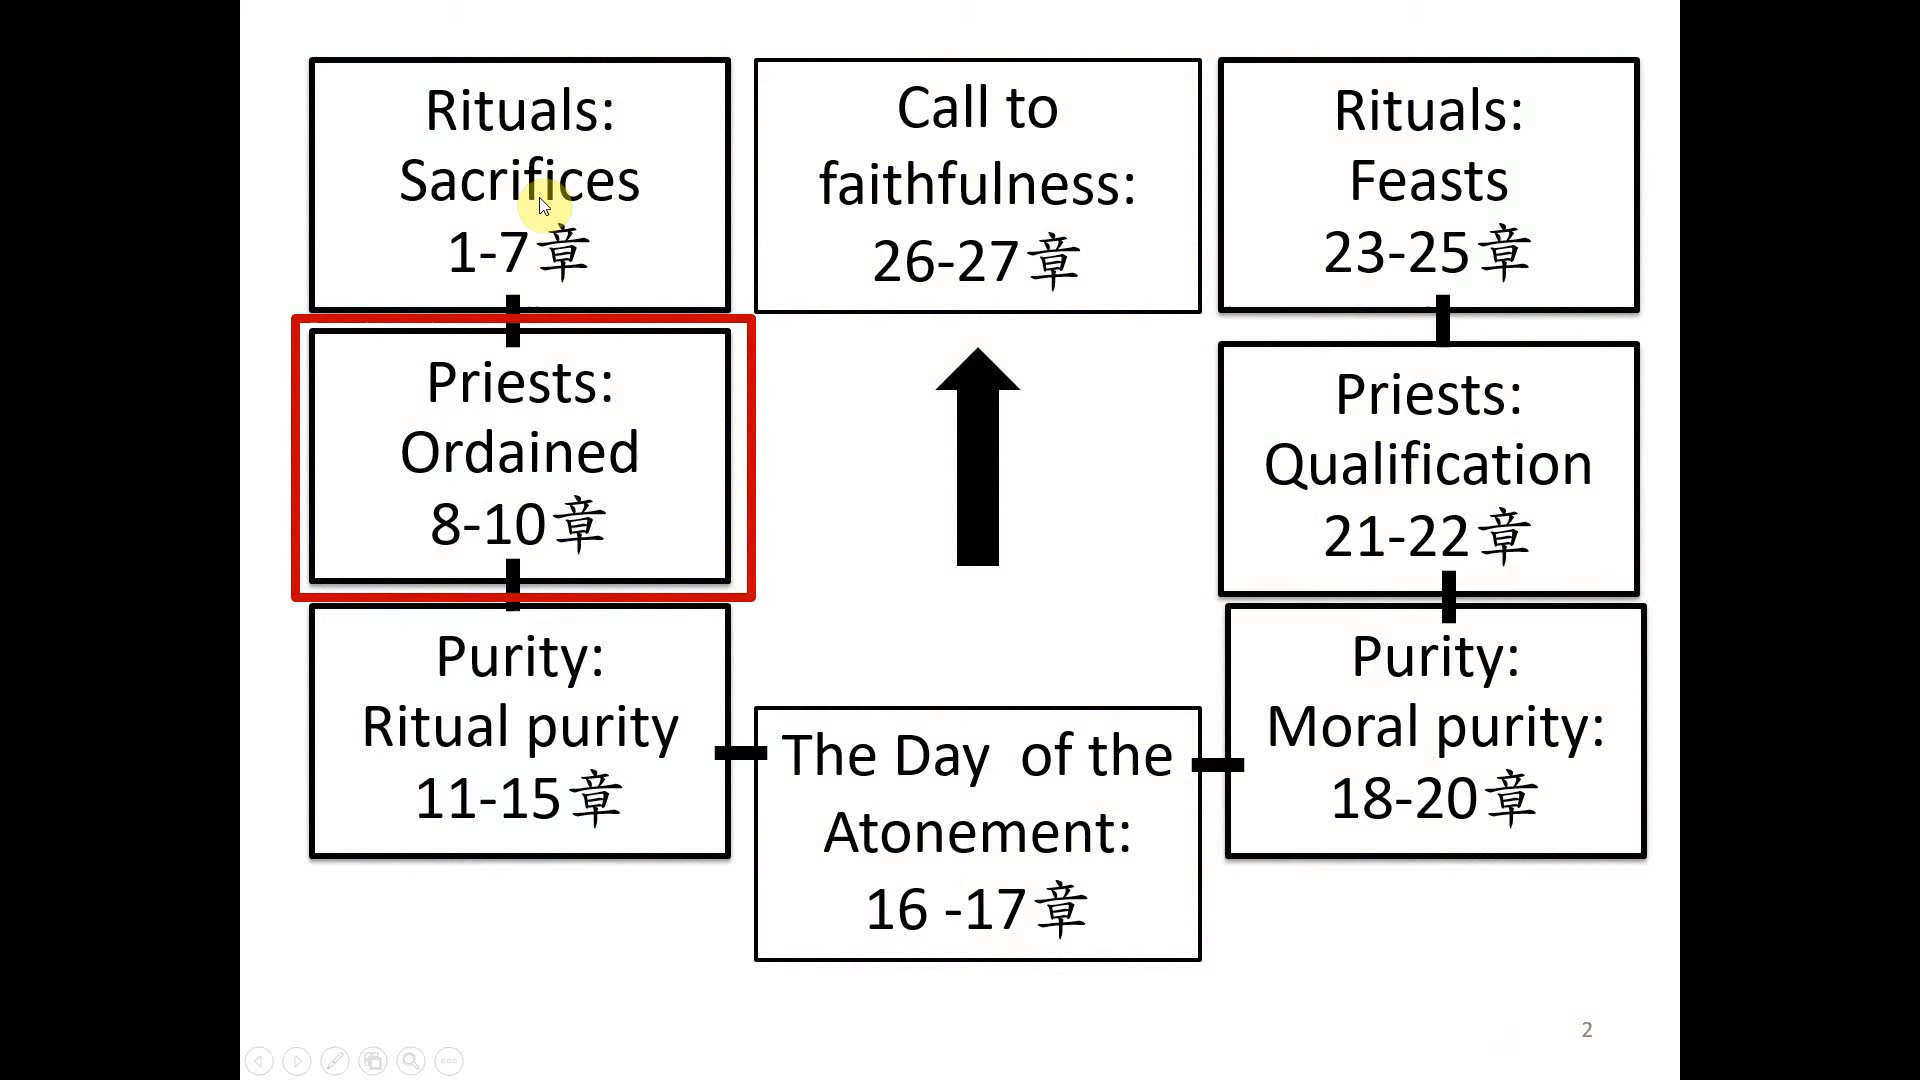 Rituals:
Sacrifices
1-7章
Call to
faithfulness:
26-27章
Rituals:
Feasts
23-25章
Priests:
Ordained
8-10章
Priests:
Qualification
21-22章
Purity:
Ritual purity
11-15章
The Day  of the
Atonement:
16 -17章
Purity:
Moral purity:
18-20章
2